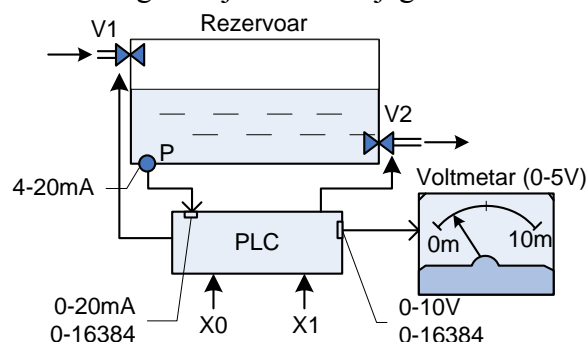 Rezervoar
V1
V2
P
4-20mA
Voltmetar (0-5V)
0m
10m
PLC
0-20mA
0-16384
X0
X1
0-10V
0-16384